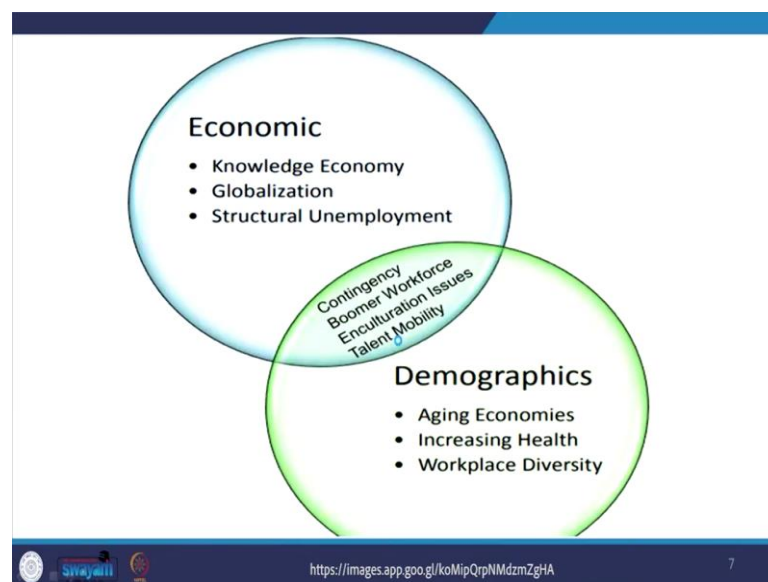 Economic
• Knowledge Economy
• Globalization
• Structural Unemployment
Contingency
Boomer Workforce
Enculturation Issues
Talent Mobility
Demographics
• Aging Economies
• Increasing Health
• Workplace Diversity
swayam
https://images.app.goo.gl/koMipQrpNMdzmZgHA
7